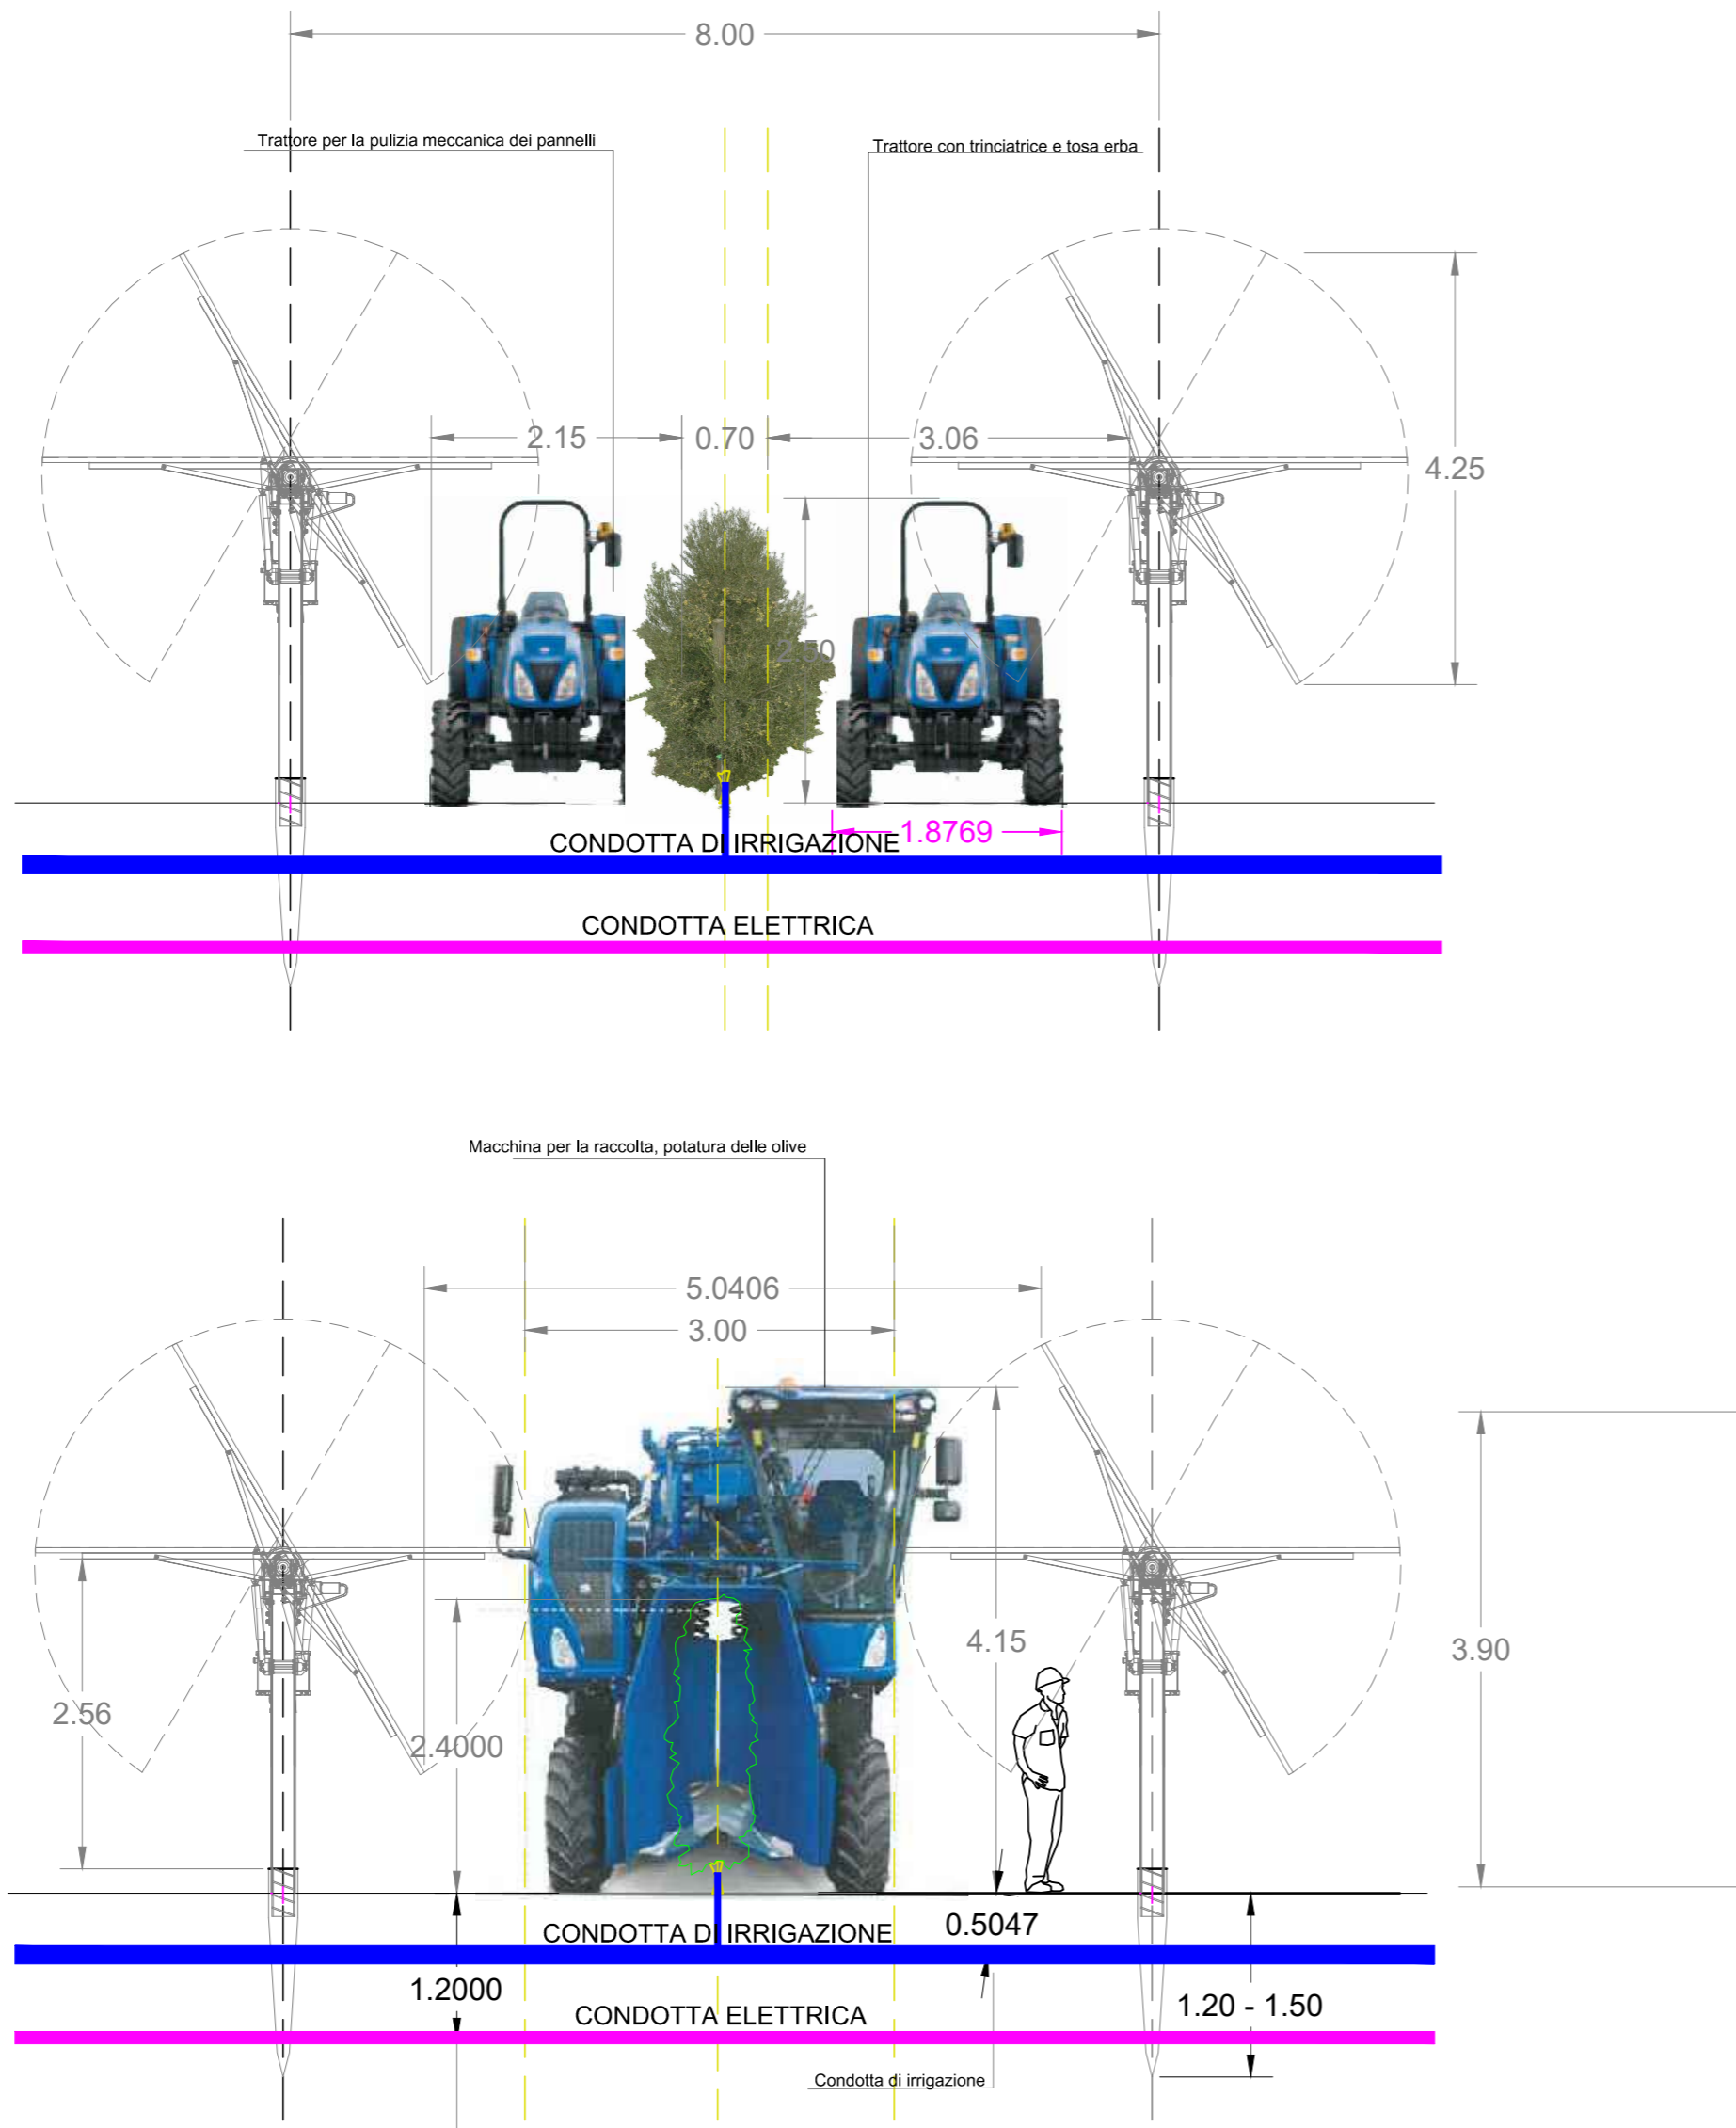 8.00
Trattore per la pulizia meccanica dei pannelli
Trattore con trinciatrice e tosa erba
2.15
0.70
3.06
4.25
2.50
1.8769
CONDOTTA DI IRRIGAZIONE
CONDOTTA ELETTRICA
Macchina per la raccolta, potatura delle olive
5.0406
3.00
4.15
3.90
2.56
2.4000
0.5047
CONDOTTA DI IRRIGAZIONE
1.2000
1.20 - 1.50
CONDOTTA ELETTRICA
Condotta di irrigazione